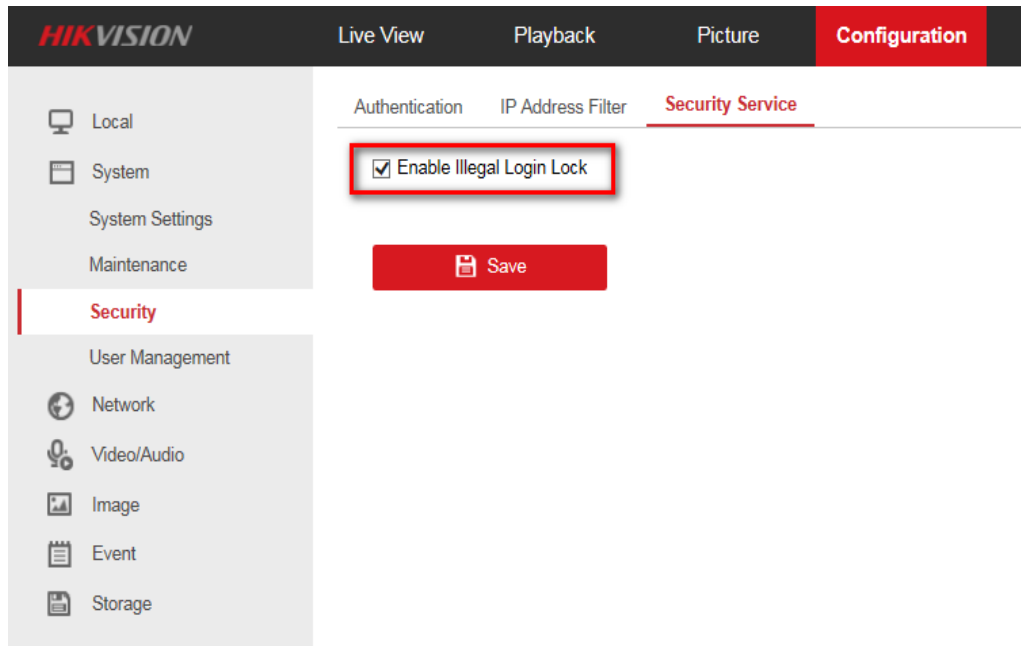 HIKVISION Live View Playback Picture Configuration
Authentication IP Address Filter Security Service
Local
System
System Settings
Maintenance
Security
User Management
Network
Video/Audio
Image
Event
Storage
Enable Illegal Login Lock
Save